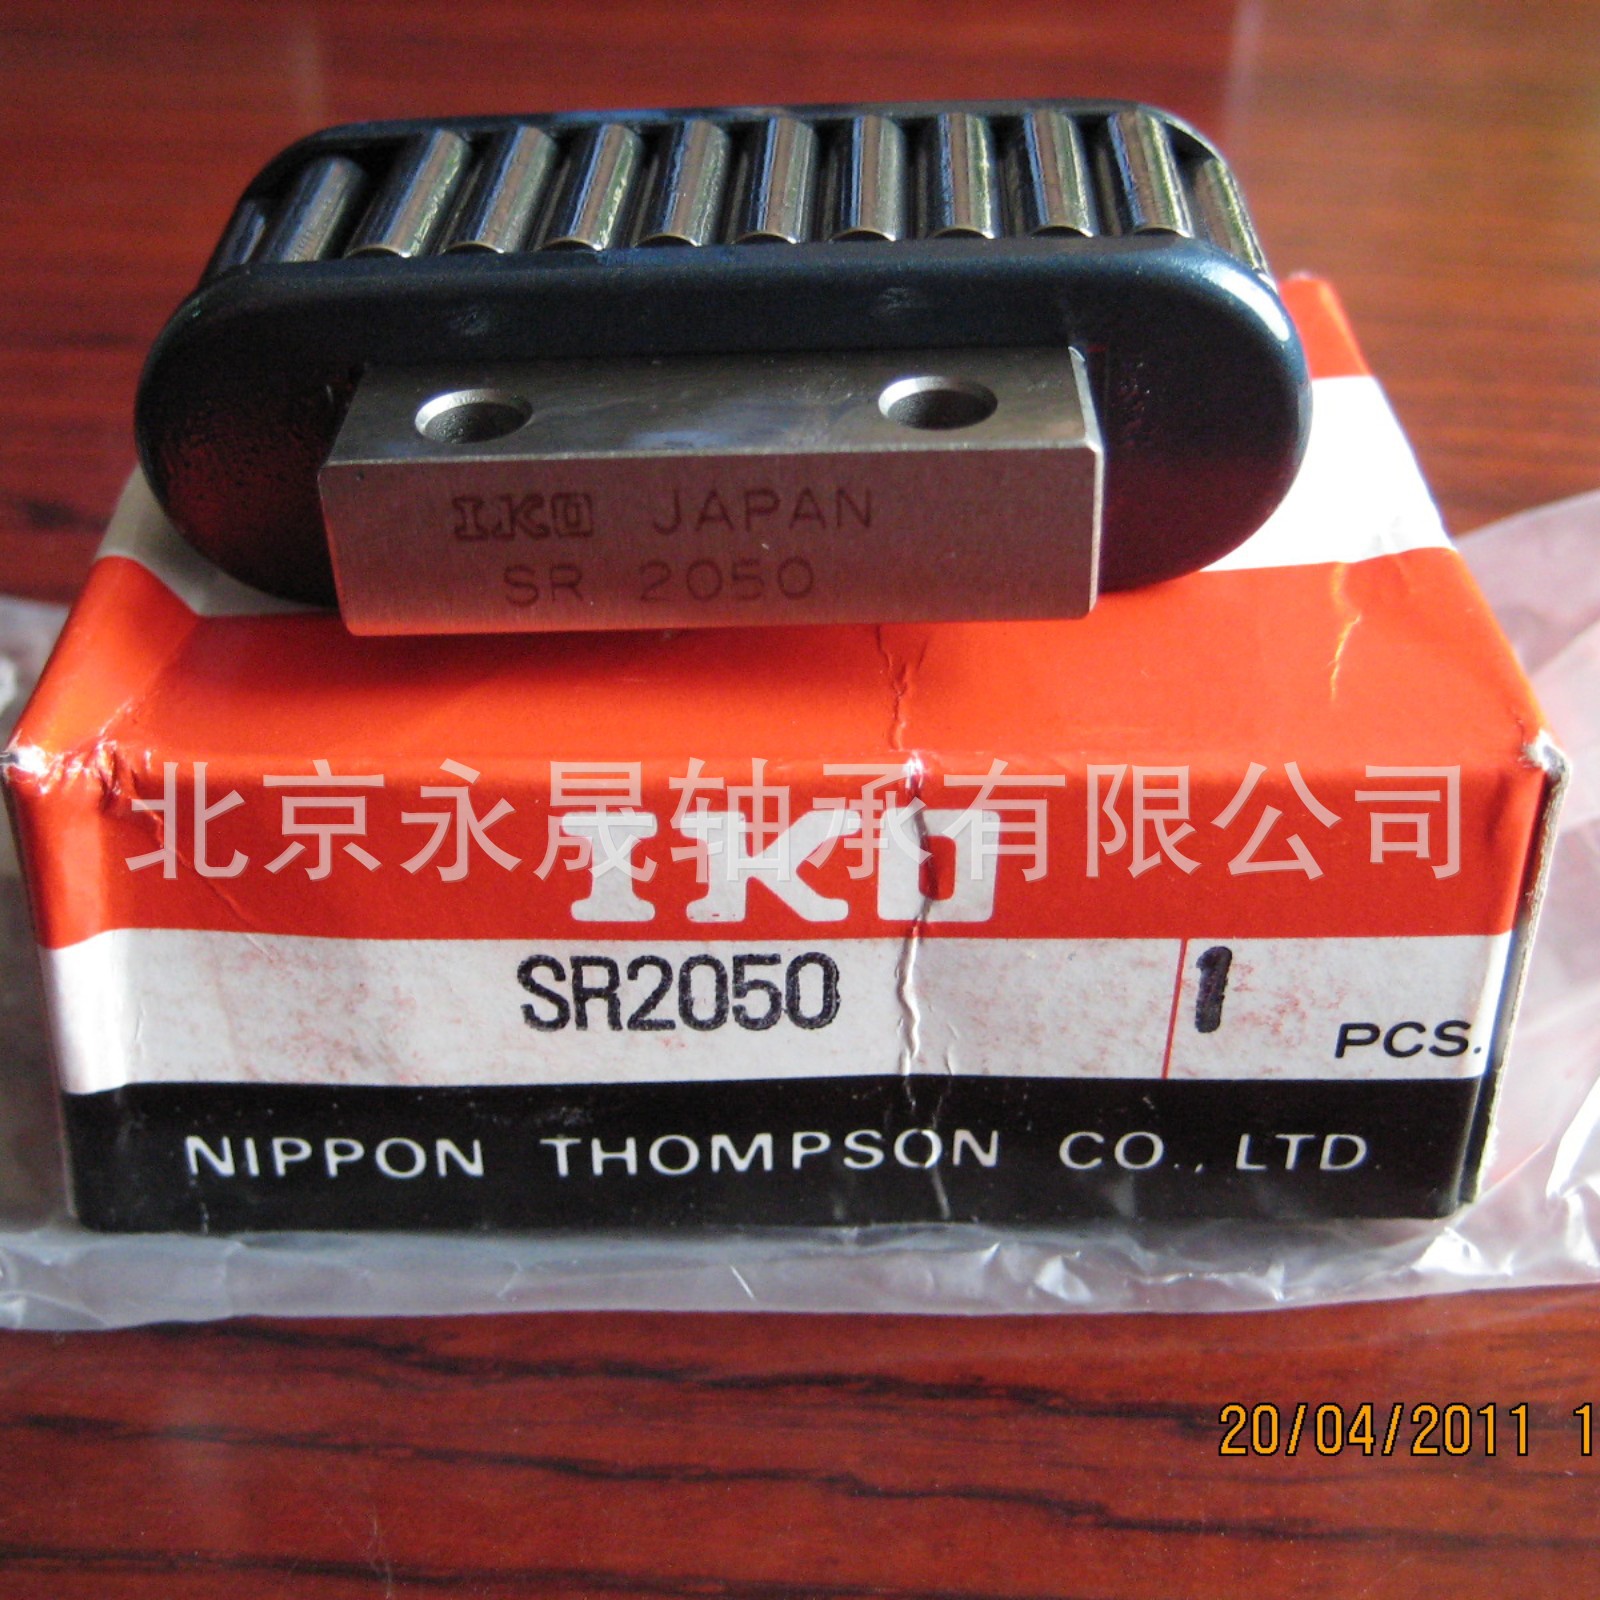 IKO JAPAN
SR 2050
北京永晟轴承有限公司
IKO
SR2050 1 PCS.
NIPPON THOMPSON CO., LTD.
20/04/2011 1